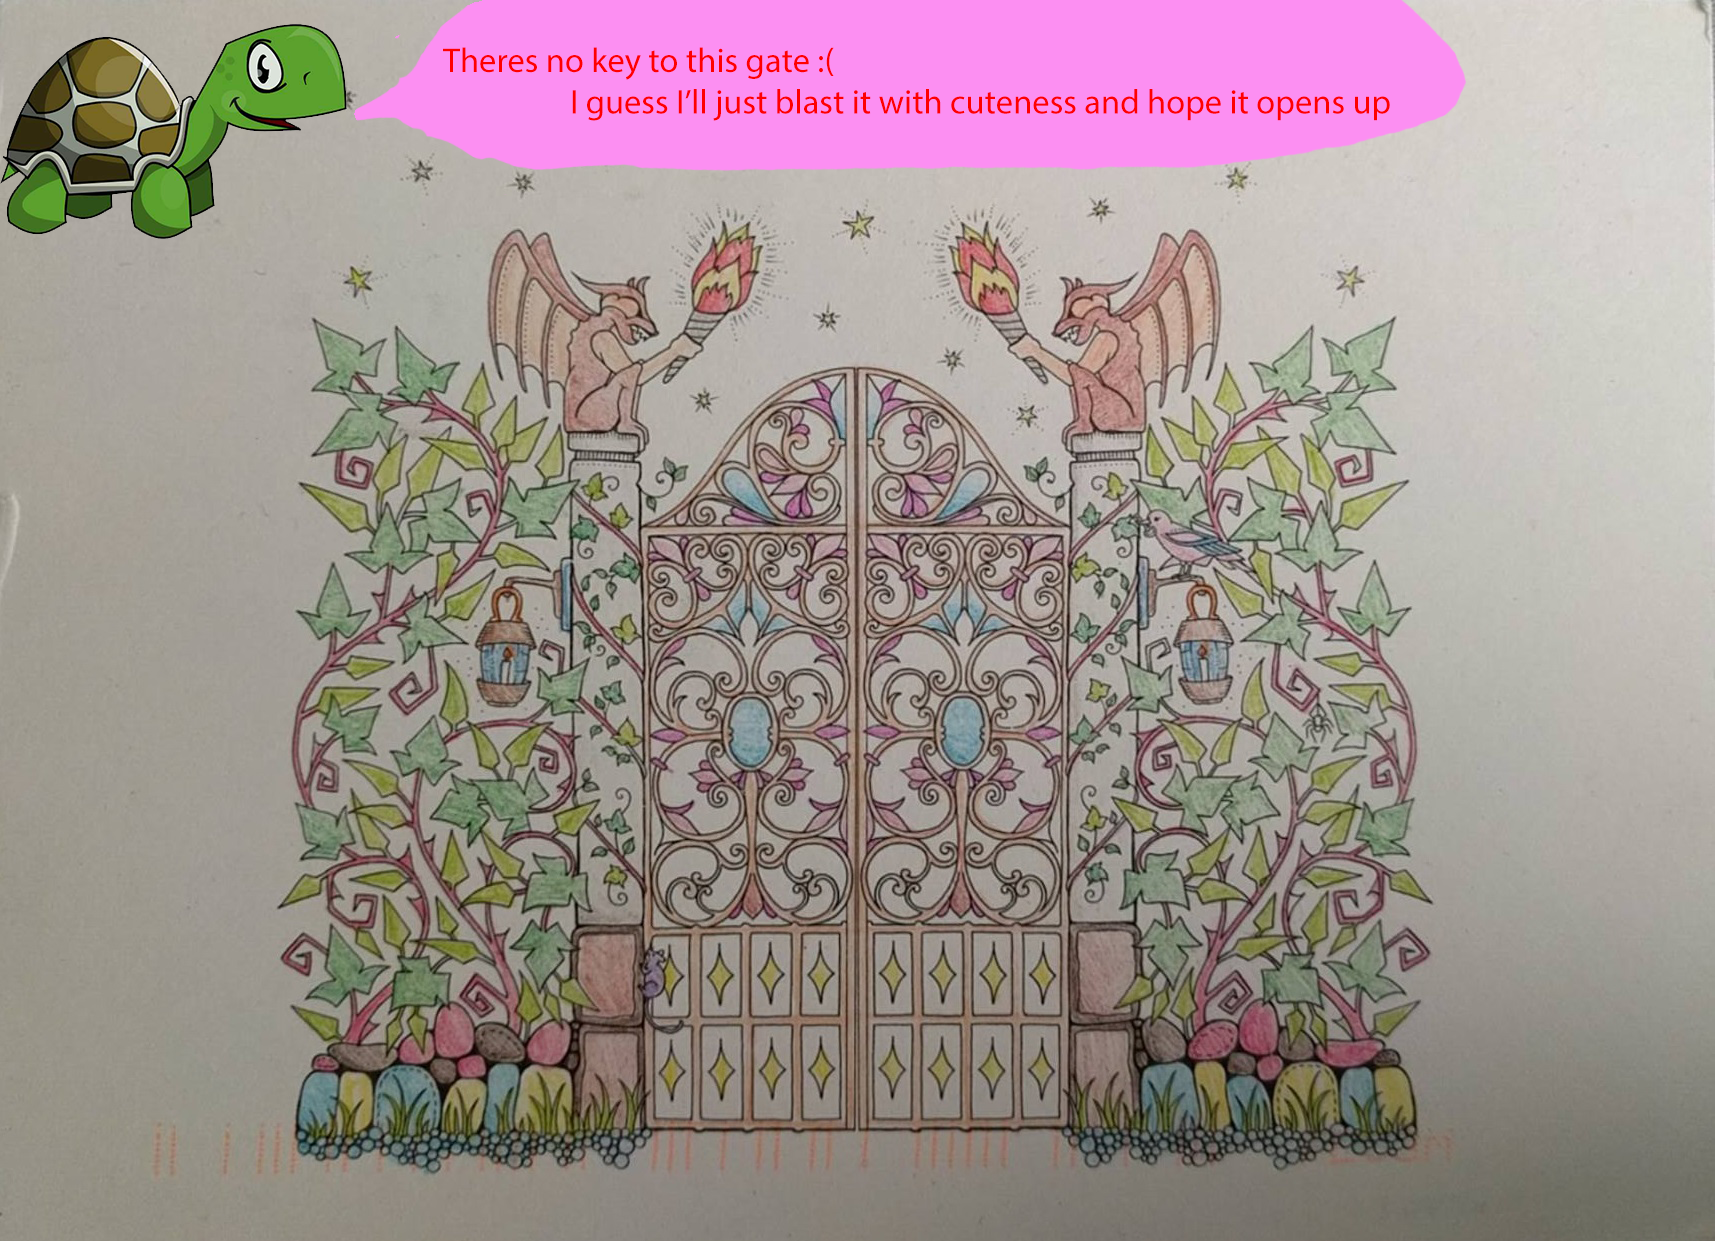 Theres no key to this gate :(
I guess I'll just blast it with cuteness and hope it opens up